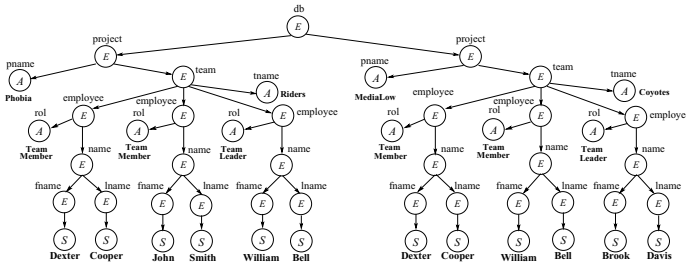 db
E
project
project
E
E
pname
team
tname
pname
team
tname
A
E
A
A
E
A
Phobia
Riders
MediaLow
Coyotes
rol
employee
rol
employee
rol
employee
rol
employee
rol
employee
rol
employe
A
E
A
E
A
E
A
E
A
E
A
E
Team
Member
Team
Member
Team
Leader
Team
Member
Team
Member
Team
Leader
name
name
name
name
name
name
E
E
E
E
E
E
fname
lname
fname
lname
fname
lname
fname
lname
fname
lname
fname
lname
E
E
E
E
E
E
E
E
E
E
E
E
S
S
S
S
S
S
S
S
S
S
S
S
Dexter
Cooper
John
Smith
William
Bell
Dexter
Cooper
William
Bell
Brook
Davis